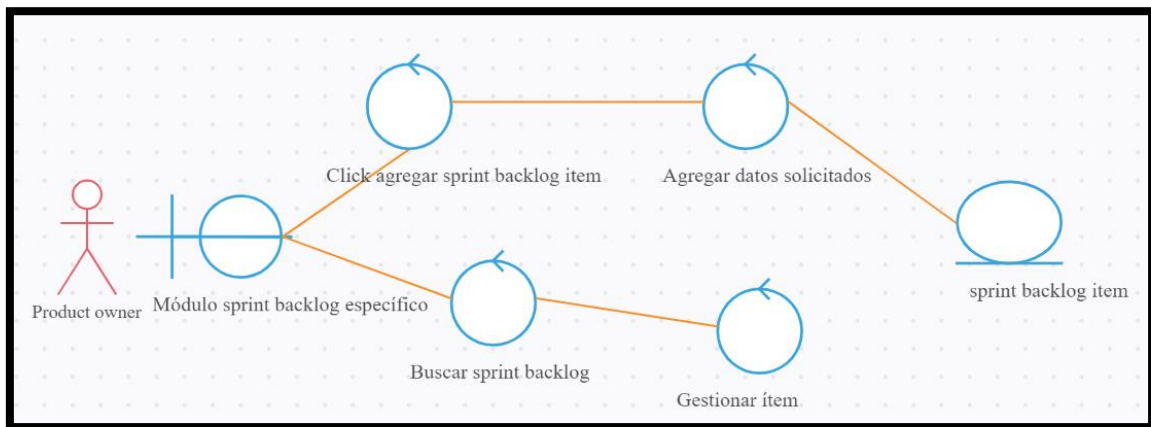 Click agregar sprint backlog item
Agregar datos solicitados
Product owner
Módulo sprint backlog específico
sprint backlog item
Buscar sprint backlog
Gestionar ítem